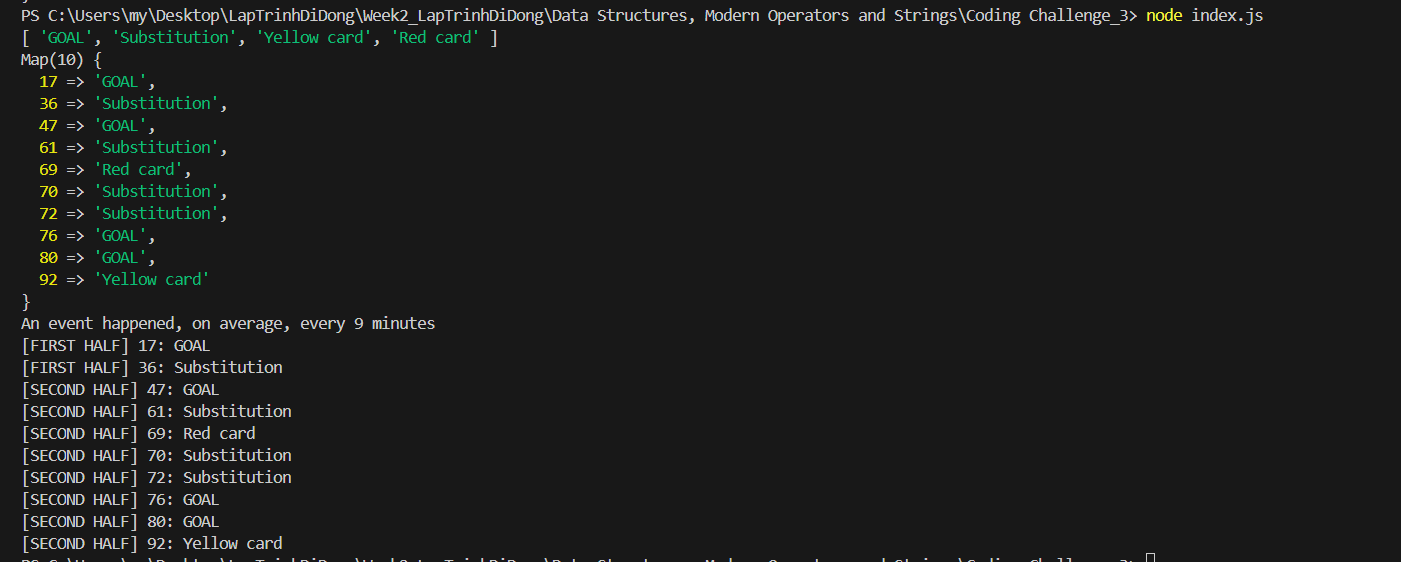 PS C:\Users\my\Desktop\LapTrinhDiDong\Week2_LapTrinhDiDong\Data Structures, Modern Operators and Strings\Coding Challenge_3> node index.js
[ 'GOAL', 'Substitution', 'Yellow card', 'Red card' ]
Map(10) {
  17 => 'GOAL',
  36 => 'Substitution',
  47 => 'GOAL',
  61 => 'Substitution',
  69 => 'Red card',
  70 => 'Substitution',
  72 => 'Substitution',
  76 => 'GOAL',
  80 => 'GOAL',
  92 => 'Yellow card'
}
An event happened, on average, every 9 minutes
[FIRST HALF] 17: GOAL
[FIRST HALF] 36: Substitution
[SECOND HALF] 47: GOAL
[SECOND HALF] 61: Substitution
[SECOND HALF] 69: Red card
[SECOND HALF] 70: Substitution
[SECOND HALF] 72: Substitution
[SECOND HALF] 76: GOAL
[SECOND HALF] 80: GOAL
[SECOND HALF] 92: Yellow card